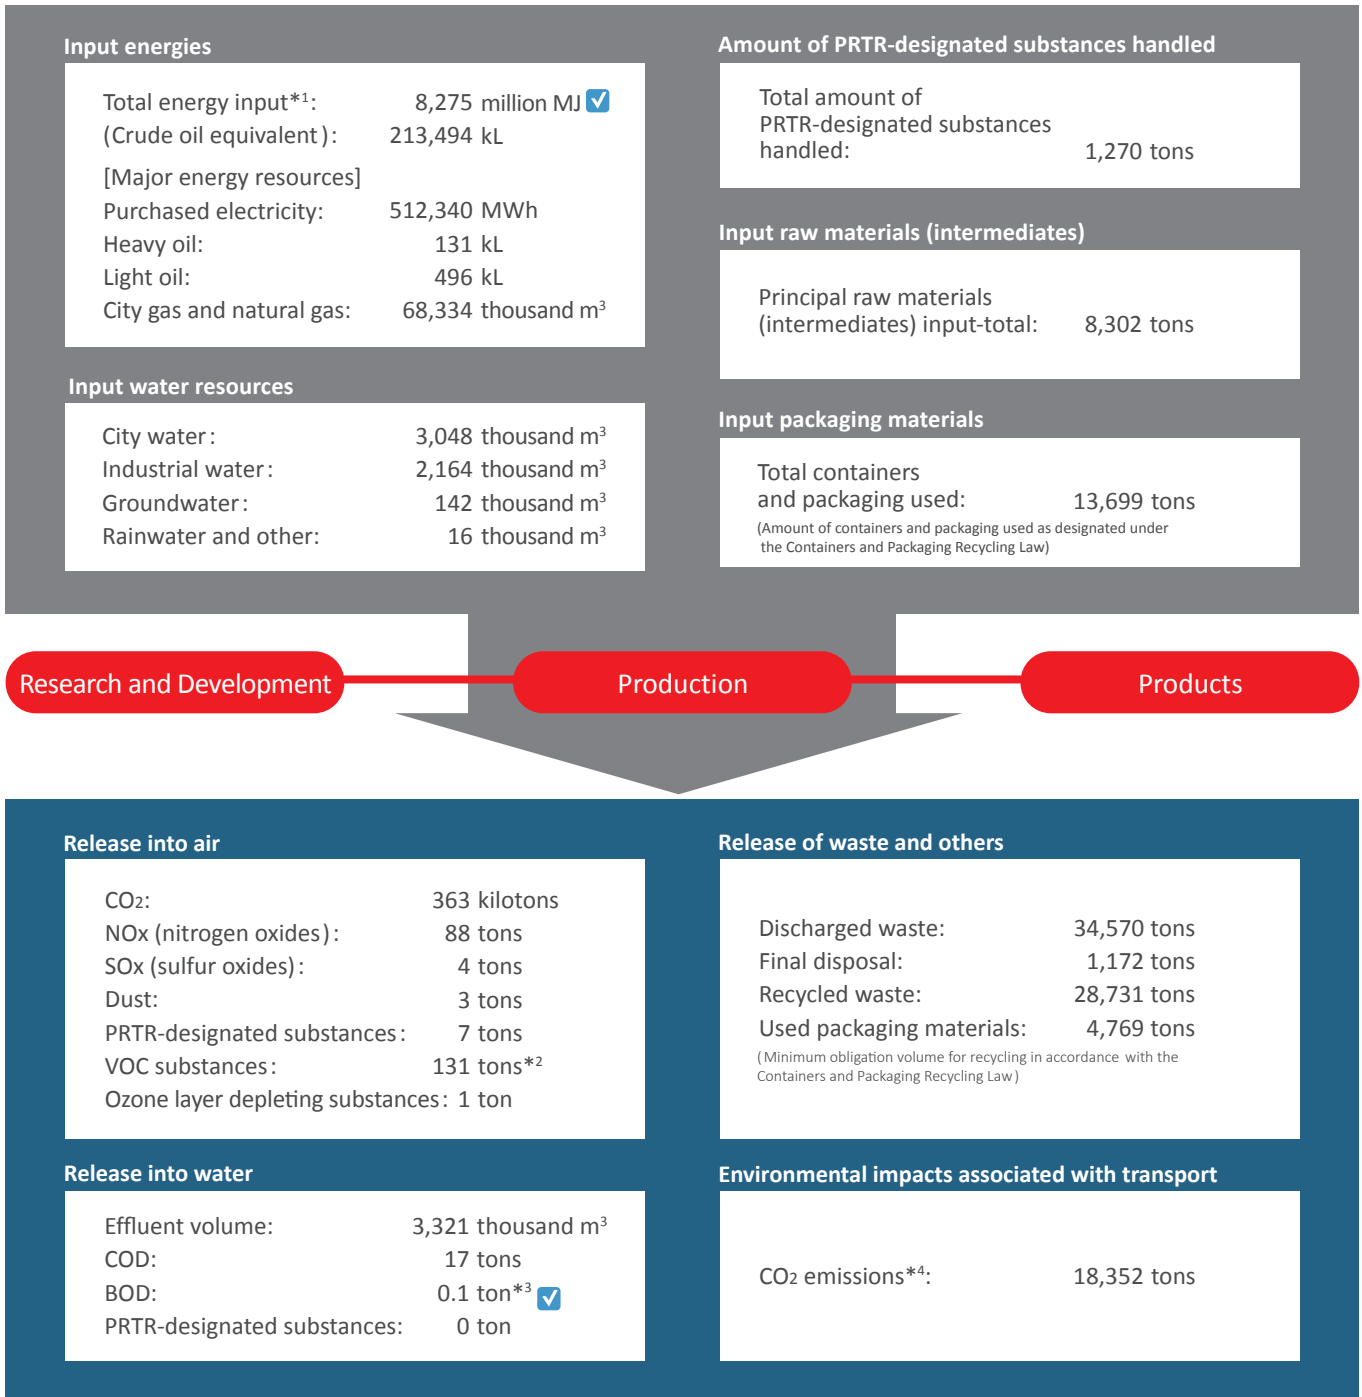 Input energies
Total energy input*1: 8,275 million MJ
(Crude oil equivalent): 213,494 kL
[Major energy resources]
Purchased electricity: 512,340 MWh
Heavy oil: 131 kL
Light oil: 496 kL
City gas and natural gas: 68,334 thousand m³
Input water resources
City water: 3,048 thousand m³
Industrial water: 2,164 thousand m³
Groundwater: 142 thousand m³
Rainwater and other: 16 thousand m³
Amount of PRTR-designated substances handled
Total amount of
PRTR-designated substances
handled: 1,270 tons
Input raw materials (intermediates)
Principal raw materials
(intermediates) input-total: 8,302 tons
Input packaging materials
Total containers
and packaging used: 13,699 tons
(Amount of containers and packaging used as designated under
the Containers and Packaging Recycling Law)
Research and Development
Production
Products
Release into air
CO2: 363 kilotons
NOx (nitrogen oxides): 88 tons
SOx (sulfur oxides): 4 tons
Dust: 3 tons
PRTR-designated substances: 7 tons
VOC substances: 131 tons*2
Ozone layer depleting substances: 1 ton
Release into water
Effluent volume: 3,321 thousand m³
COD: 17 tons
BOD: 0.1 ton*3
PRTR-designated substances: 0 ton
Release of waste and others
Discharged waste: 34,570 tons
Final disposal: 1,172 tons
Recycled waste: 28,731 tons
Used packaging materials: 4,769 tons
(Minimum obligation volume for recycling in accordance with the
Containers and Packaging Recycling Law)
Environmental impacts associated with transport
CO2 emissions*4: 18,352 tons